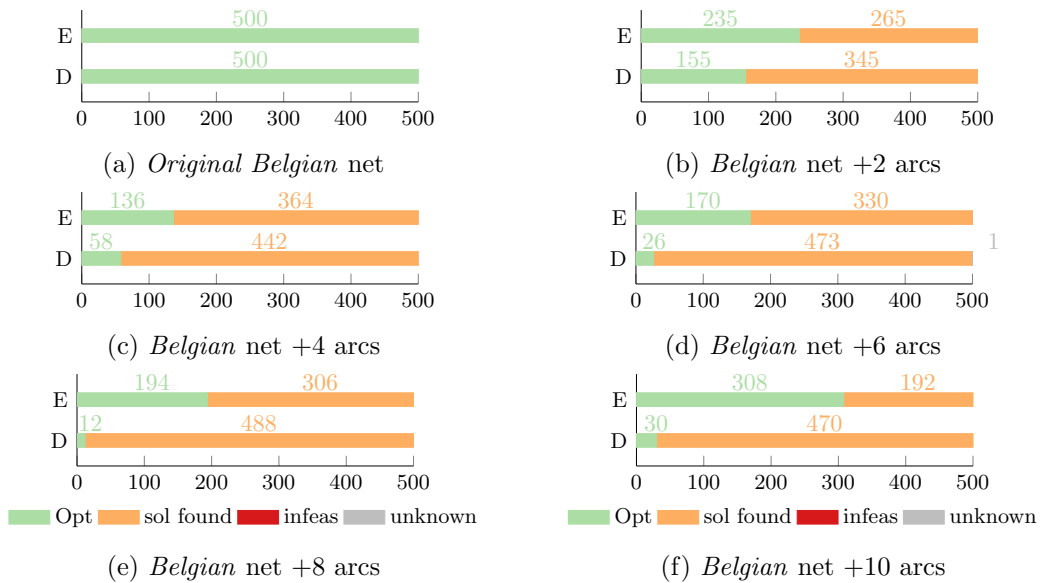 500
E
500
D
0 100 200 300 400 500
(a) Original Belgian net
235 265
E
155 345
D
0 100 200 300 400 500
(b) Belgian net +2 arcs
136 364
E
58 442
D
0 100 200 300 400 500
(c) Belgian net +4 arcs
170 330
E
26 473 1
D
0 100 200 300 400 500
(d) Belgian net +6 arcs
194 306
E
12 488
D
0 100 200 300 400 500
Opt sol found infeas unknown
(e) Belgian net +8 arcs
308 192
E
30 470
D
0 100 200 300 400 500
Opt sol found infeas unknown
(f) Belgian net +10 arcs